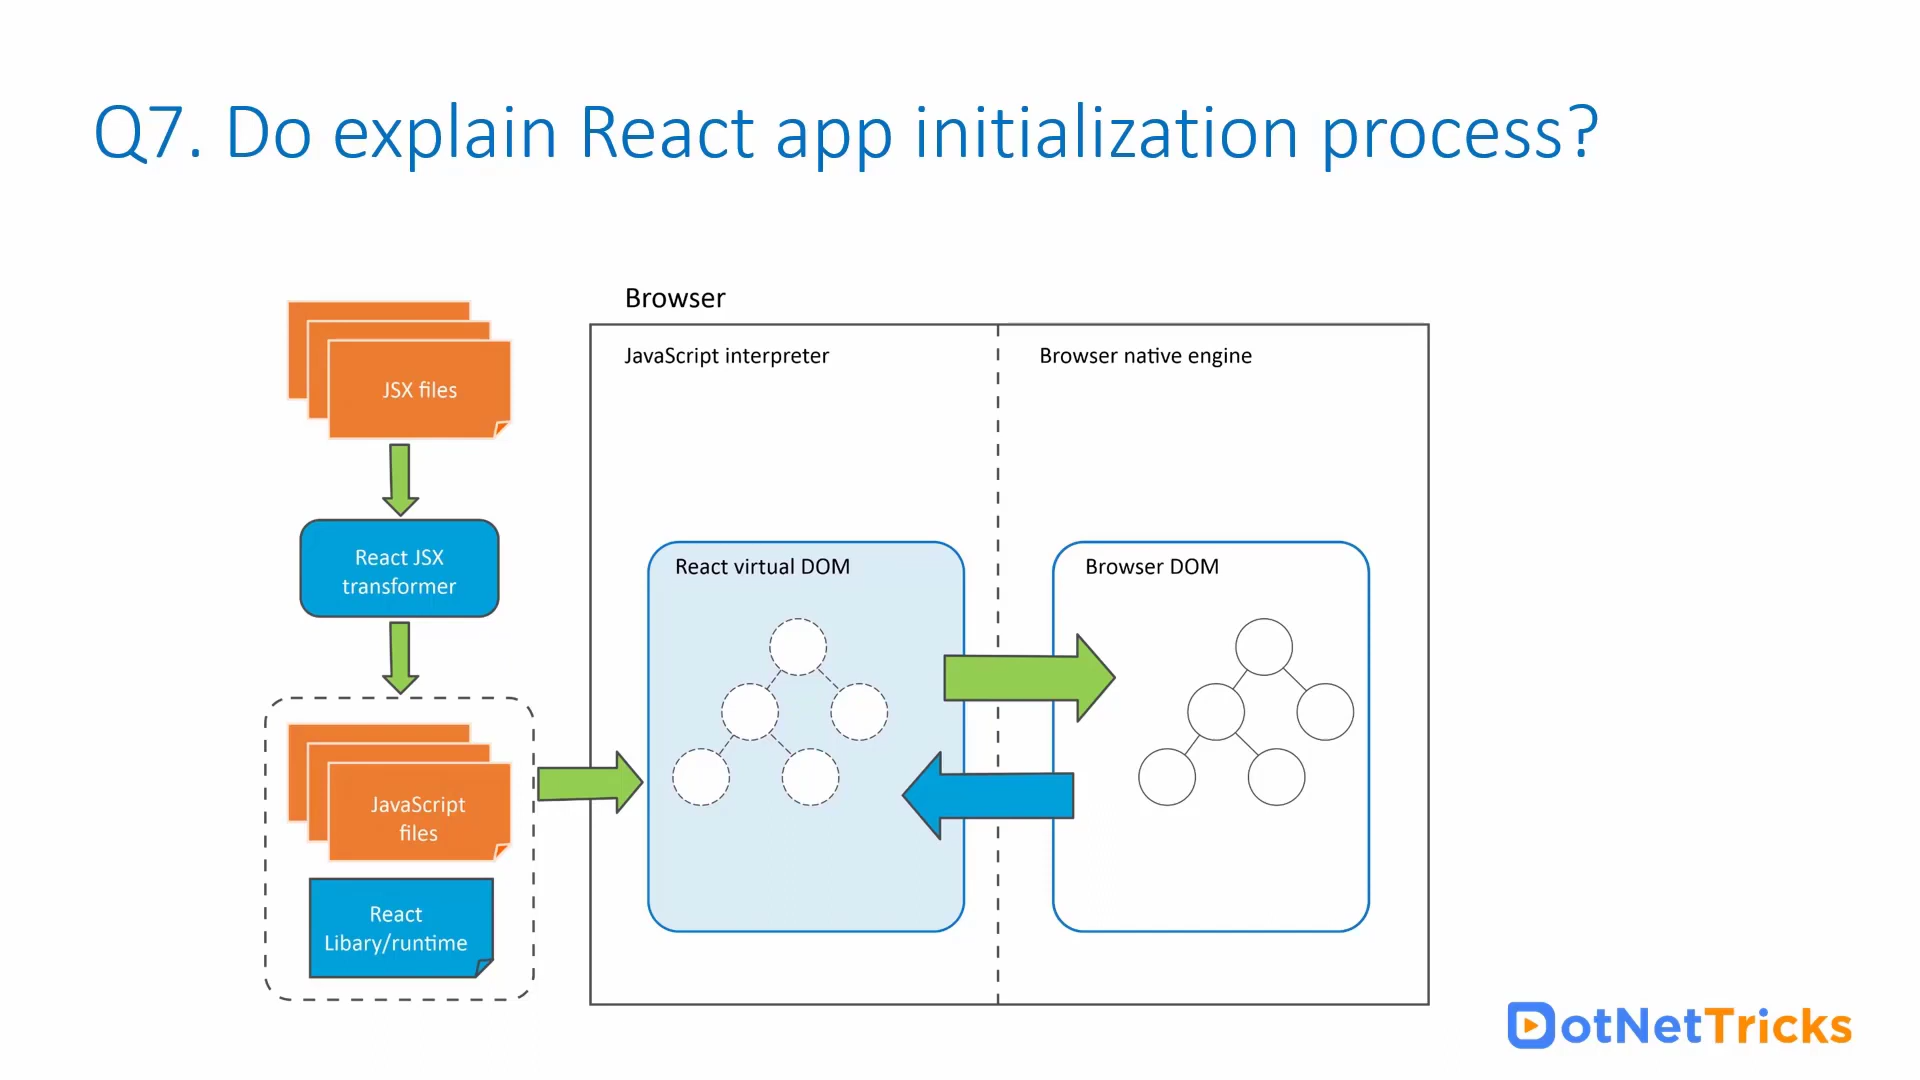 Q7. Do explain React app initialization process?
Browser
JavaScript interpreter
Browser native engine
JSX files
React JSX
transformer
JavaScript
files
React
Libary/runtime
React virtual DOM
Browser DOM
DotNetTricks